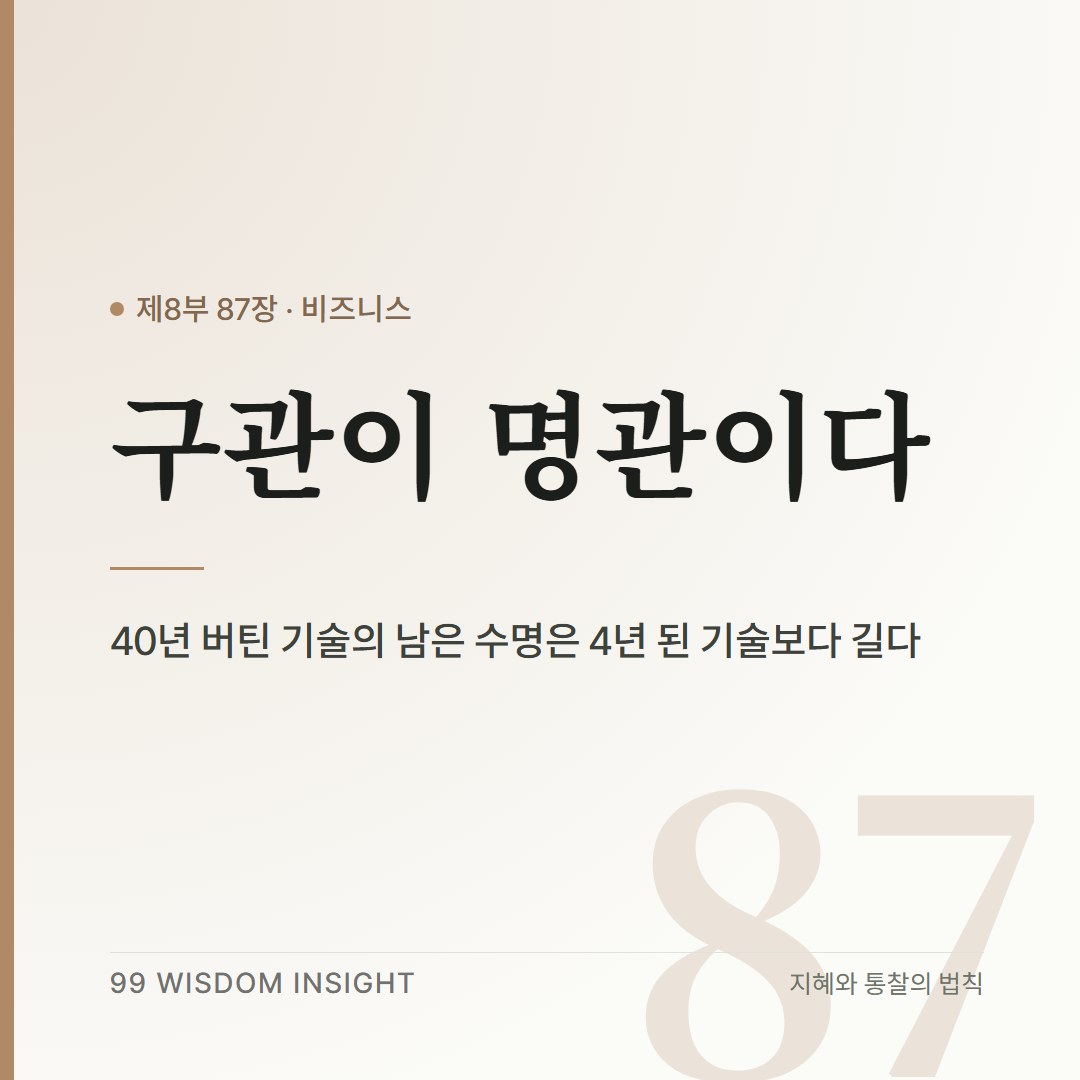 제8부 87장 · 비즈니스
구관이 명관이다
40년 버틴 기술의 남은 수명은 4년 된 기술보다 길다
87
99 WISDOM INSIGHT
지혜와 통찰의 법칙